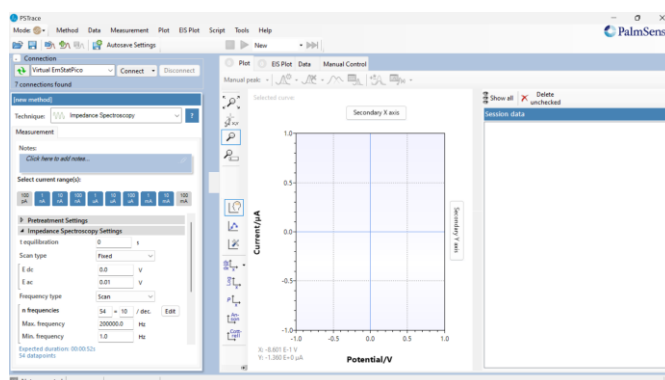 PSTrace
Mode: Method Data Measurement Plot EIS Plot Script Tools Help
PalmSens
Autosave Settings
New
Connection
Virtual EmStatPico Connect Disconnect
7 connections found
[new method]
Technique: Impedance Spectroscopy ?
Measurement
Notes:
Click here to add notes...
Select current range(s):
100 pA 1 nA 10 nA 100 nA 1 µA 10 µA 100 µA 1 mA 10 mA 100 mA
Pretreatment Settings
Impedance Spectroscopy Settings
t equilibration 0 s
Scan type Fixed
E dc 0.0 V
E ac 0.01 V
Frequency type Scan
n frequencies 54 = 10 / dec. Edit
Max. frequency 200000.0 Hz
Min. frequency 1.0 Hz
Expected duration: 00:00:52s
54 datapoints
Plot EIS Plot Data Manual Control
Manual peak:
Selected curve
Secondary X axis
1.0
0.5
0.0
-0.5
-1.0
Current/µA
Secondary Y axis
-1.0 -0.5 0.0 0.5 1.0
Potential/V
Show all Delete unchecked
Session data